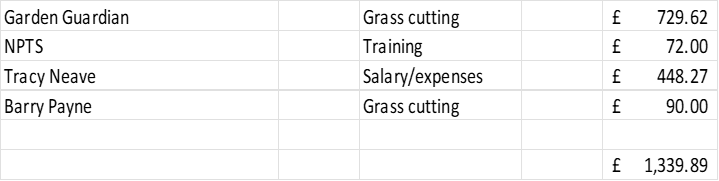 Garden Guardian Grass cutting £ 729.62
NPTS Training £ 72.00
Tracy Neave Salary/expenses £ 448.27
Barry Payne Grass cutting £ 90.00
£ 1,339.89